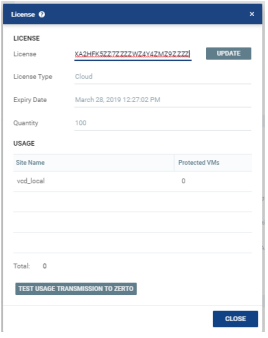 License ?
×
LICENSE
License XA2HFK5ZZ7ZZZZWZ4Y4ZMZ9ZZZZ UPDATE
License Type Cloud
Expiry Date March 28, 2019 12:27:02 PM
Quantity 100
USAGE
Site Name Protected VMs
vcd_local 0
Total: 0
TEST USAGE TRANSMISSION TO ZERTO
CLOSE